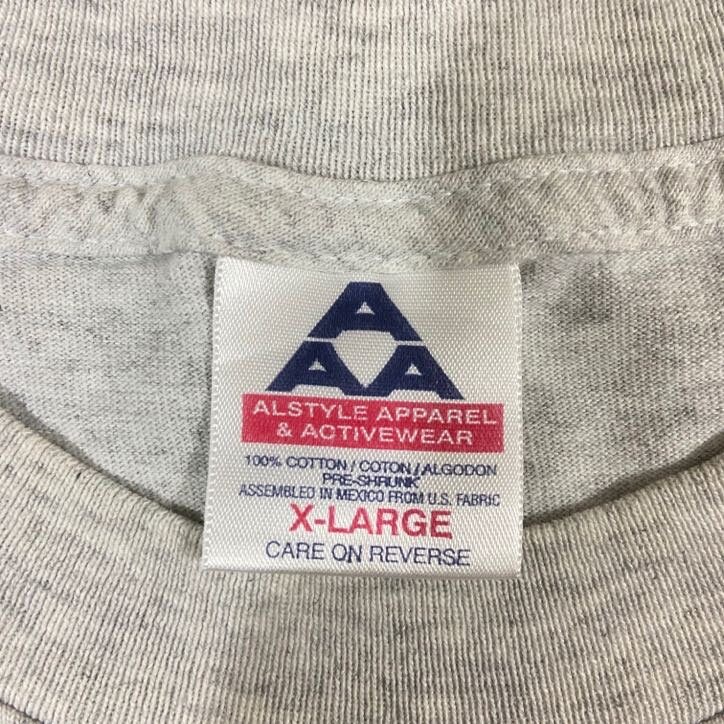 A
A A
ALSTYLE APPAREL
& ACTIVEWEAR
100% COTTON / COTON / ALGODON
PRE-SHRUNK
ASSEMBLED IN MEXICO FROM U.S. FABRIC
X-LARGE
CARE ON REVERSE